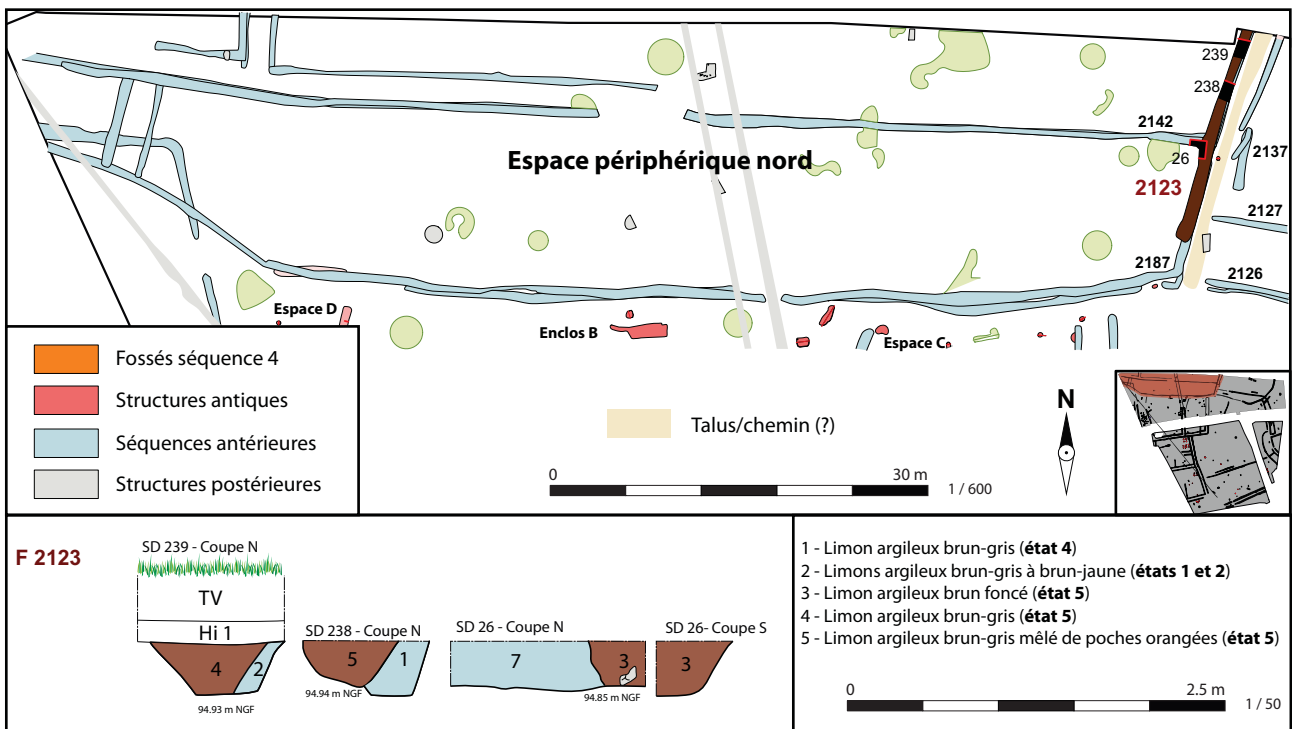 239
238
2142
26
2137
Espace périphérique nord
2123
2127
2187
2126
Espace D
Enclos B
Espace C
Fossés séquence 4
Structures antiques
Séquences antérieures
Structures postérieures
Talus/chemin (?)
N
0 30 m
1 / 600
F 2123
SD 239 - Coupe N
TV
Hi 1
4 2
94.93 m NGF
SD 238 - Coupe N
5 1
94.94 m NGF
SD 26 - Coupe N
7 3
94.85 m NGF
SD 26- Coupe S
3
1 - Limon argileux brun-gris (état 4)
2 - Limons argileux brun-gris à brun-jaune (états 1 et 2)
3 - Limon argileux brun foncé (état 5)
4 - Limon argileux brun-gris (état 5)
5 - Limon argileux brun-gris mêlé de poches orangées (état 5)
0 2.5 m
1 / 50